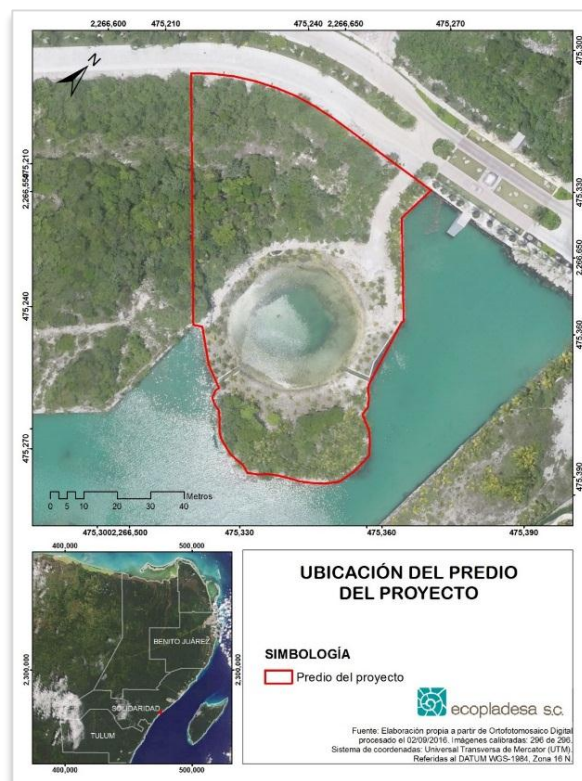 2,266,600
475,210
475,240
2,266,650
475,270
475,300
475,210
2,266,550
475,330
2,266,650
475,240
475,360
475,270
475,390
N
0 5 10 20 30 40
Metros
475,300
2,266,500
475,330
475,360
475,390
400,000
500,000
BENITO JUÁREZ
SOLIDARIDAD
TULUM
2,300,000
2,300,000
400,000
500,000
UBICACIÓN DEL PREDIO
DEL PROYECTO
SIMBOLOGÍA
Predio del proyecto
ecopladesa s.c.
Fuente: Elaboración propia a partir de Ortofotomosaico Digital
procesado el 02/09/2016. Imágenes calibradas: 296 de 296.
Sistema de coordenadas: Universal Transversa de Mercator (UTM).
Referidas al DATUM WGS-1984, Zona 16 N.